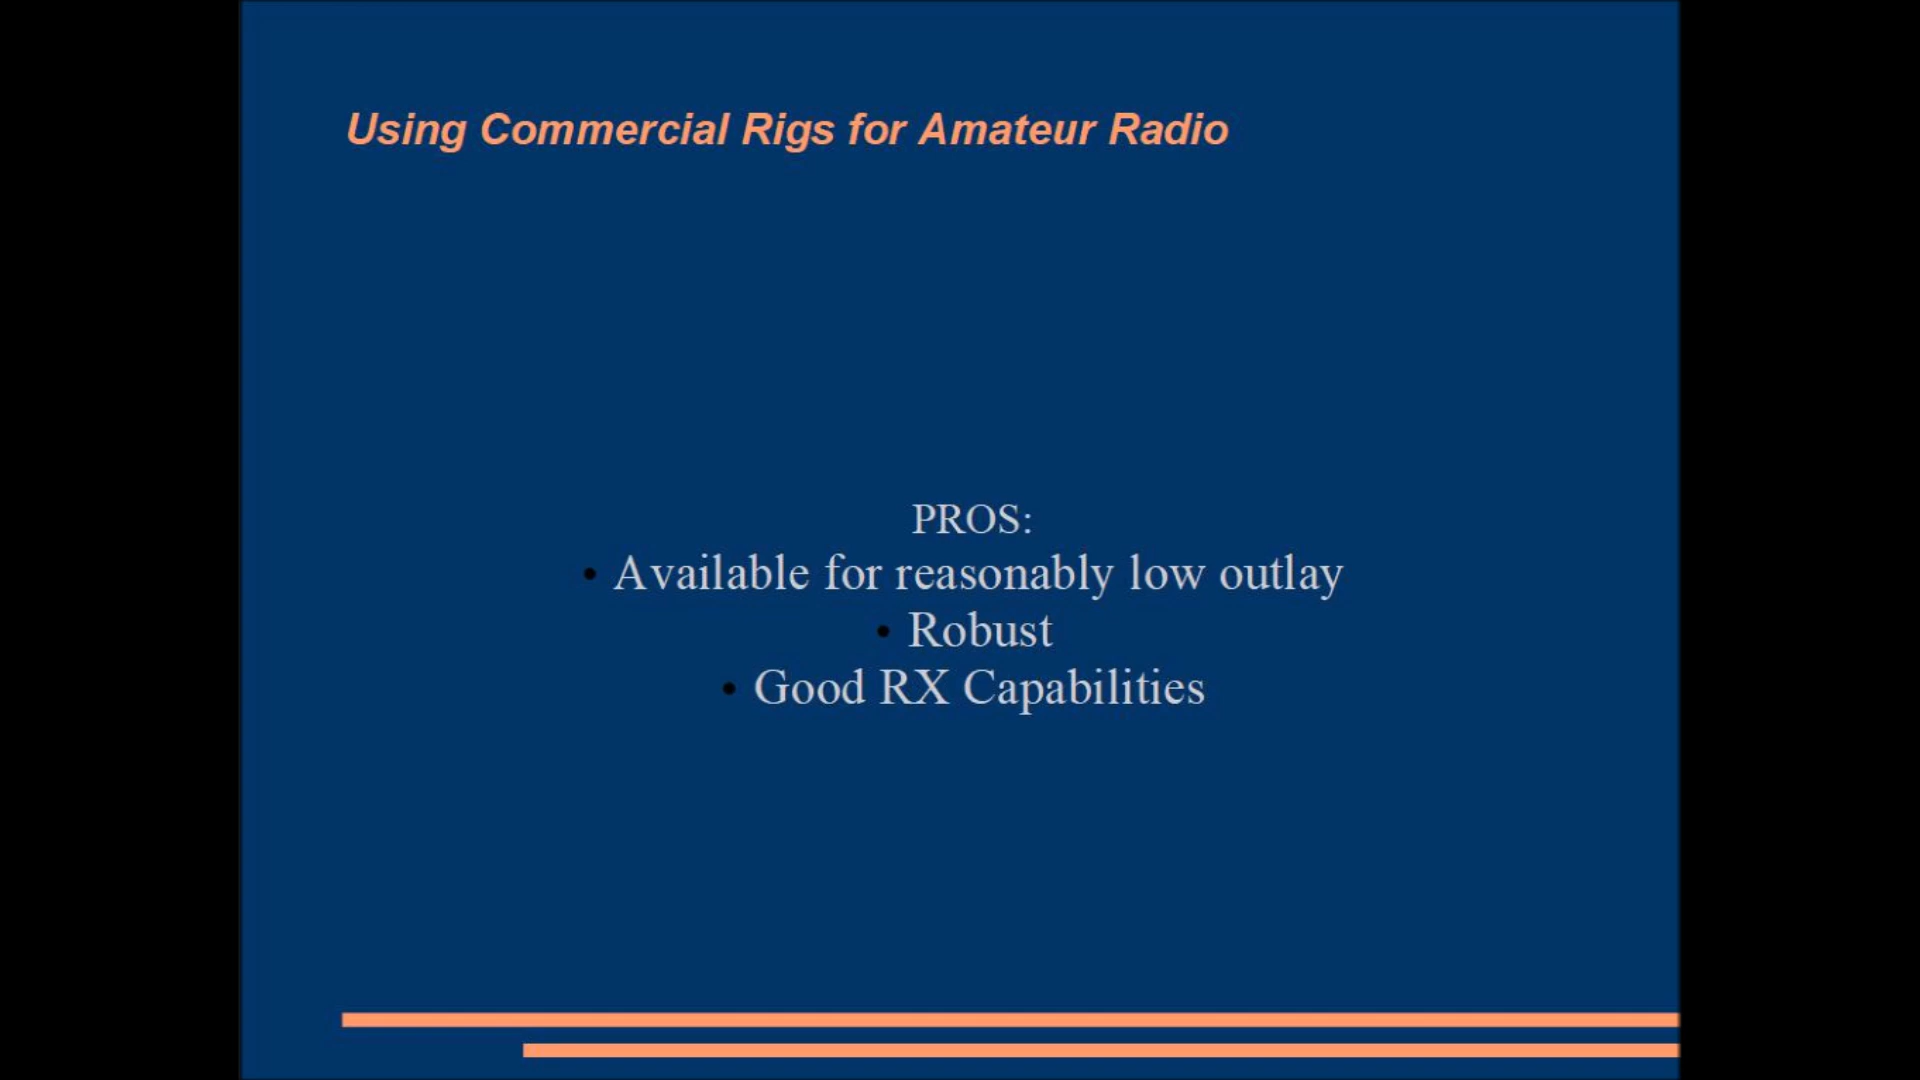 Using Commercial Rigs for Amateur Radio
PROS:
• Available for reasonably low outlay
• Robust
• Good RX Capabilities